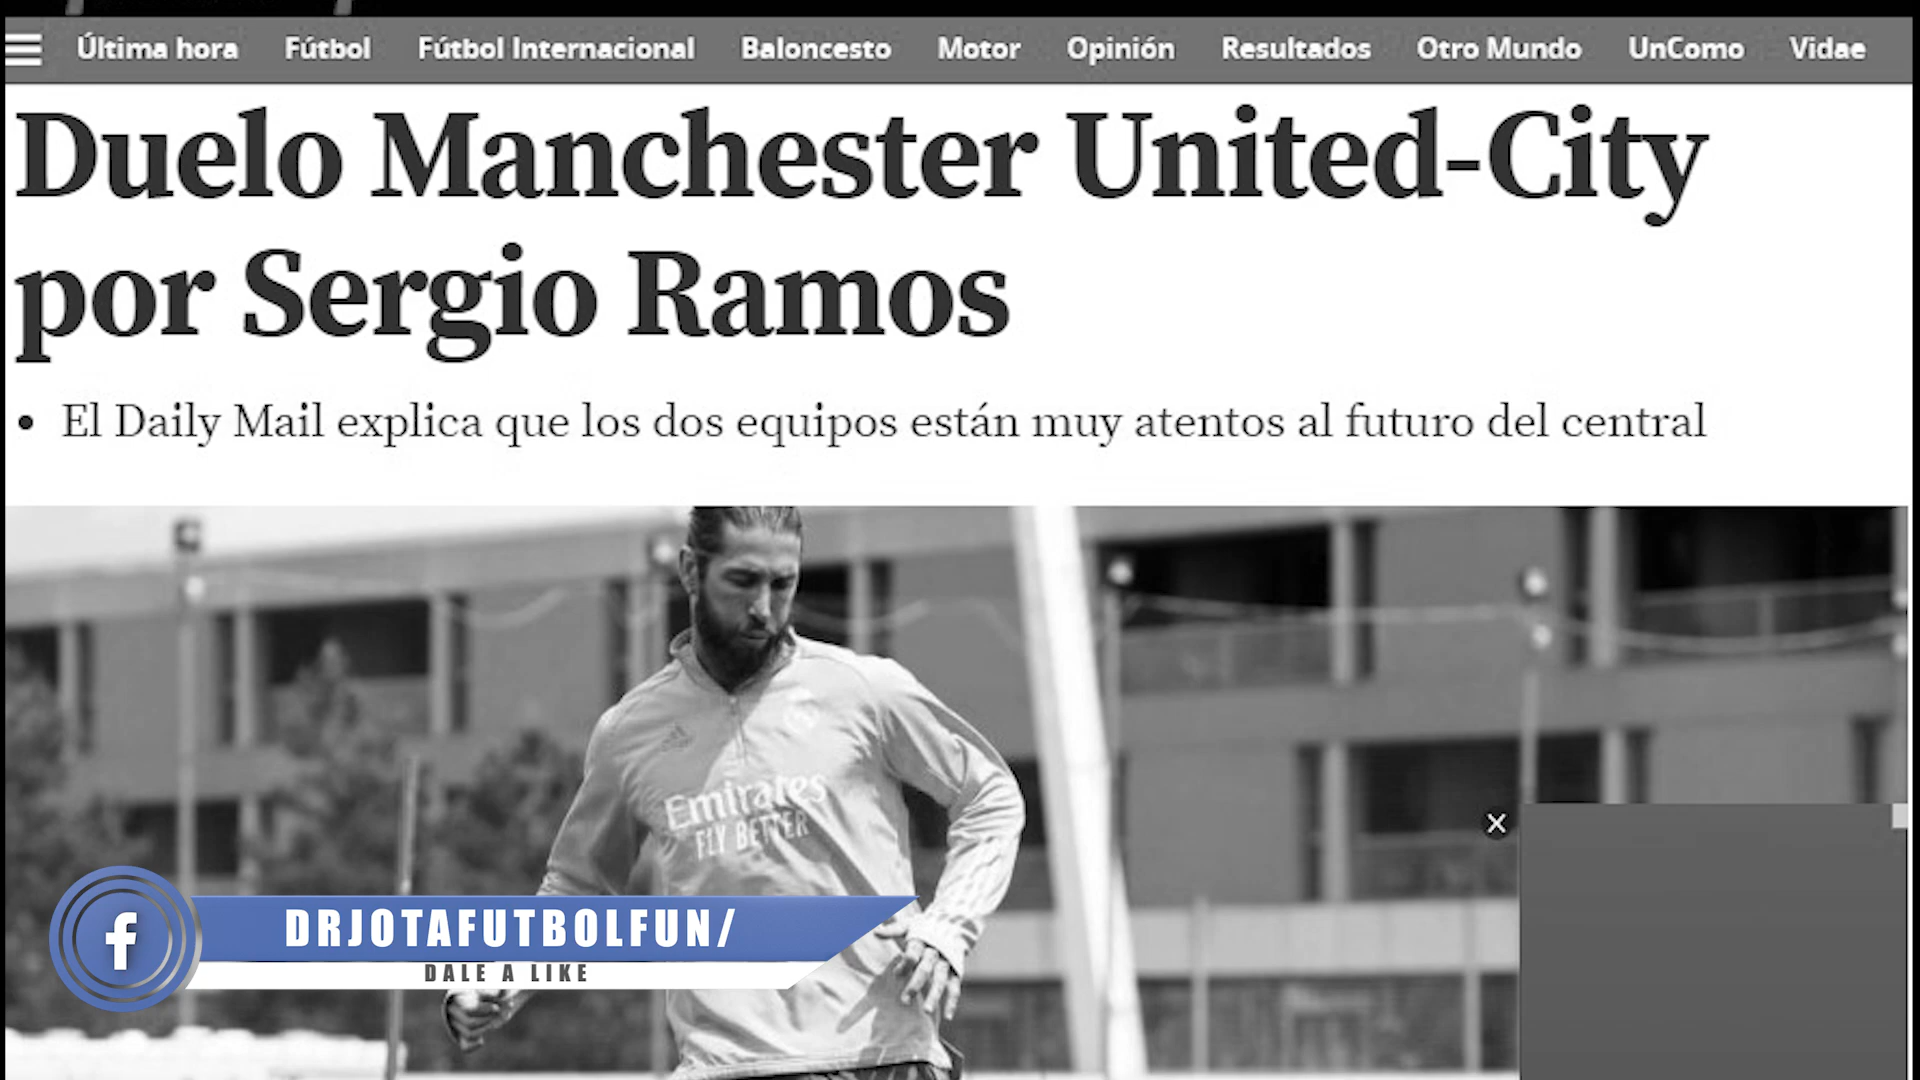 Última hora Fútbol Fútbol Internacional Baloncesto Motor Opinión Resultados Otro Mundo UnComo Vidae
Duelo Manchester United-City
por Sergio Ramos
• El Daily Mail explica que los dos equipos están muy atentos al futuro del central
Emirates
FLY BETTER
f
DRJOTAFUTBOLFUN/
DALE A LIKE